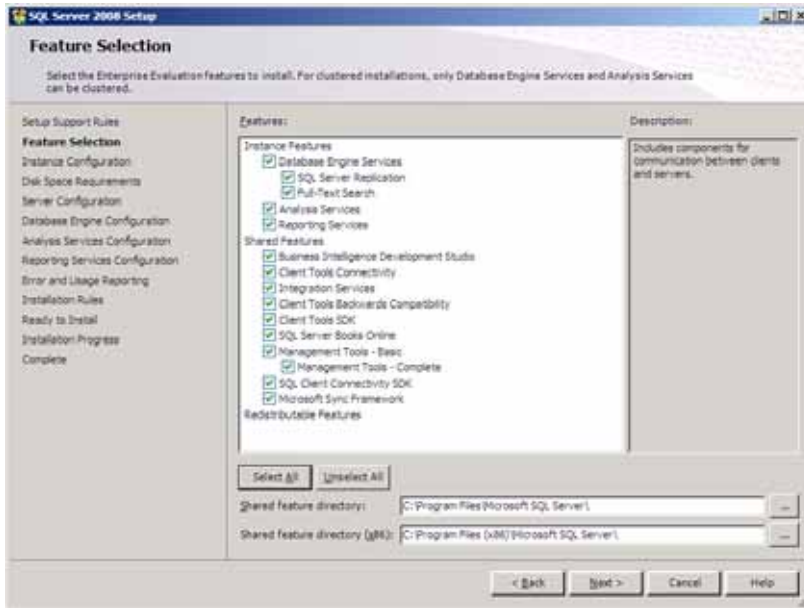 SQL Server 2008 Setup
Feature Selection
Select the Enterprise Evaluation features to install. For clustered installations, only Database Engine Services and Analysis Services
can be clustered.
Setup Support Rules
Feature Selection
Instance Configuration
Disk Space Requirements
Server Configuration
Database Engine Configuration
Analysis Services Configuration
Reporting Services Configuration
Error and Usage Reporting
Installation Rules
Ready to Install
Installation Progress
Complete
Features:
Instance Features
Database Engine Services
SQL Server Replication
Full-Text Search
Analysis Services
Reporting Services
Shared Features
Business Intelligence Development Studio
Client Tools Connectivity
Integration Services
Client Tools Backwards Compatibility
Client Tools SDK
SQL Server Books Online
Management Tools - Basic
Management Tools - Complete
SQL Client Connectivity SDK
Microsoft Sync Framework
Redistributable Features
Description:
Includes components for
communication between clients
and servers.
Select All
Unselect All
Shared feature directory:
C:\Program Files\Microsoft SQL Server\
...
Shared feature directory (x86):
C:\Program Files (x86)\Microsoft SQL Server\
...
< Back
Next >
Cancel
Help